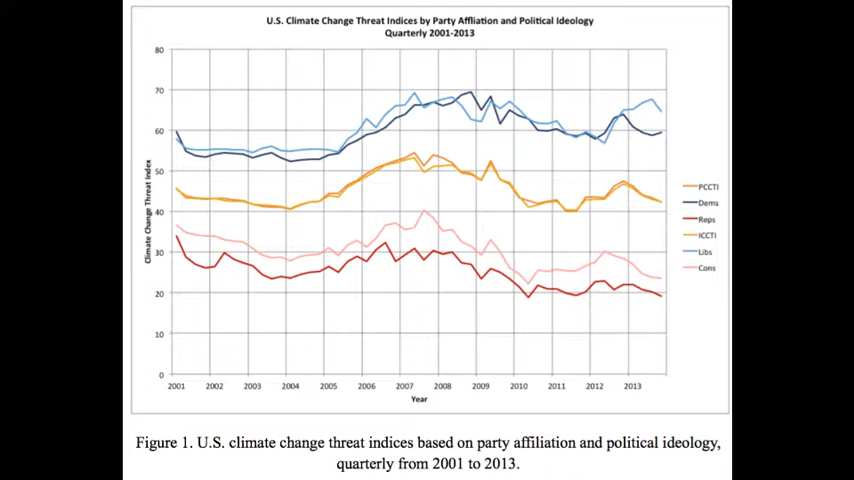 U.S. Climate Change Threat Indices by Party Affliation and Political Ideology
Quarterly 2001-2013
80
70
60
50
40
30
20
10
0
Climate Change Threat Index
2001 2002 2003 2004 2005 2006 2007 2008 2009 2010 2011 2012 2013
Year
PCCTI
Dems
Reps
ICCTI
Libs
Cons
Figure 1. U.S. climate change threat indices based on party affiliation and political ideology,
quarterly from 2001 to 2013.